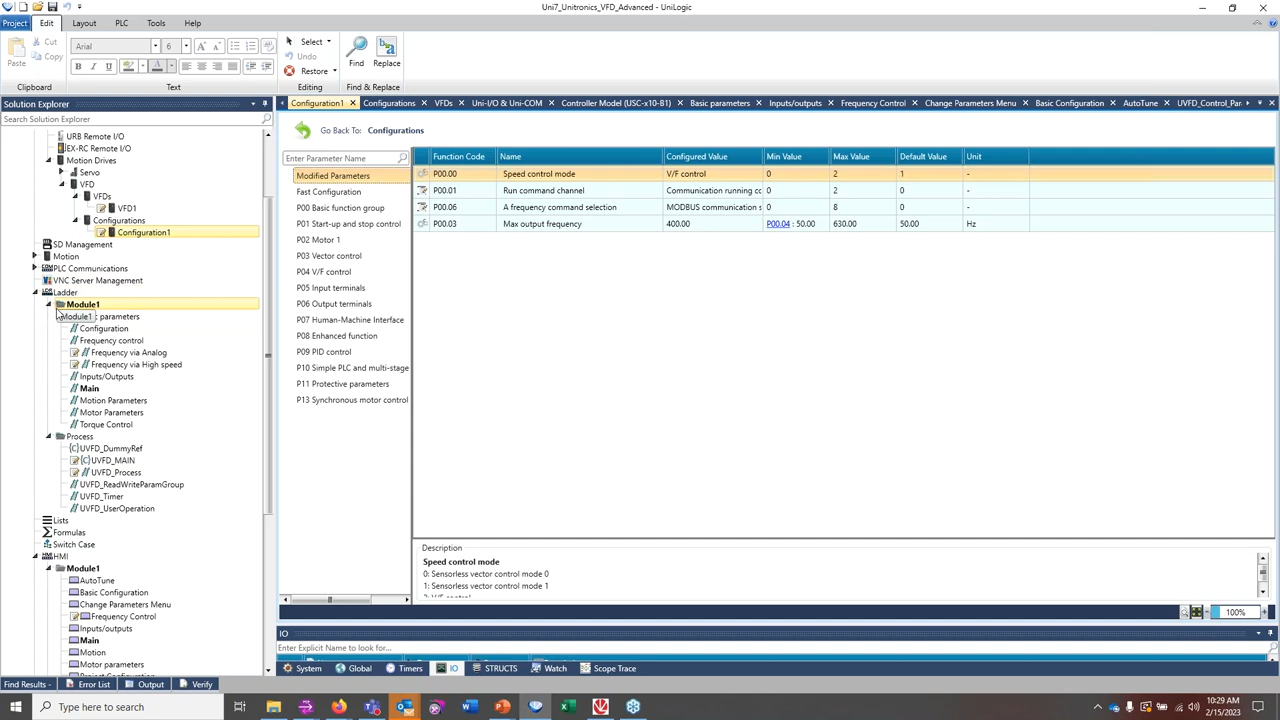 Uni7_Unitronics_VFD_Advanced - UniLogic
Project
Edit
Layout
PLC
Tools
Help
Paste
Cut
Copy
Clipboard
Arial
6
Text
Select
Undo
Restore
Editing
Find
Replace
Find & Replace
Solution Explorer
Search Solution Explorer
URB Remote I/O
EX-RC Remote I/O
Motion Drives
Servo
VFD
VFDs
VFD1
Configurations
Configuration1
SD Management
Motion
PLC Communications
VNC Server Management
Ladder
Module1
Module1 parameters
Configuration
Frequency control
Frequency via Analog
Frequency via High speed
Inputs/Outputs
Main
Motion Parameters
Motor Parameters
Torque Control
Process
UVFD_DummyRef
UVFD_MAIN
UVFD_Process
UVFD_ReadWriteParamGroup
UVFD_Timer
UVFD_UserOperation
Lists
Formulas
Switch Case
HMI
Module1
AutoTune
Basic Configuration
Change Parameters Menu
Frequency Control
Inputs/outputs
Main
Motion
Motor parameters
Configuration1
Configurations
VFDs
Uni-I/O & Uni-COM
Controller Model (USC-x10-B1)
Basic parameters
Inputs/outputs
Frequency Control
Change Parameters Menu
Basic Configuration
AutoTune
UVFD_Control_Par
Go Back To: Configurations
Enter Parameter Name
Modified Parameters
Fast Configuration
P00 Basic function group
P01 Start-up and stop control
P02 Motor 1
P03 Vector control
P04 V/F control
P05 Input terminals
P06 Output terminals
P07 Human-Machine Interface
P08 Enhanced function
P09 PID control
P10 Simple PLC and multi-stage
P11 Protective parameters
P13 Synchronous motor control
Function Code Name Configured Value Min Value Max Value Default Value Unit
P00.00 Speed control mode V/F control 0 2 1 -
P00.01 Run command channel Communication running cc 0 2 0 -
P00.06 A frequency command selection MODBUS communication s 0 8 0 -
P00.03 Max output frequency 400.00 P00.04 : 50.00 630.00 50.00 Hz
Description
Speed control mode
0: Sensorless vector control mode 0
1: Sensorless vector control mode 1
100%
IO
Enter Explicit Name to look for...
System
Global
Timers
IO
STRUCTS
Watch
Scope Trace
Find Results -
Error List
Output
Verify
Type here to search
10:29 AM
2/15/2023